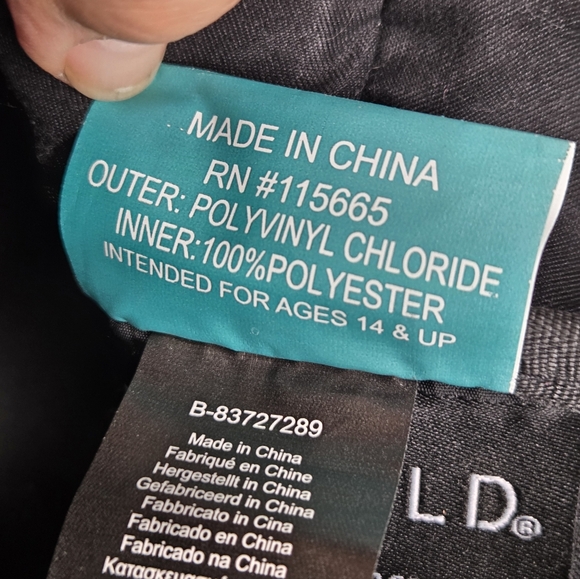 MADE IN CHINA
RN #115665
OUTER: POLYVINYL CHLORIDE
INNER:100%POLYESTER
INTENDED FOR AGES 14 & UP
B-83727289
Made in China
Fabriqué en Chine
Hergestellt in China
Gefabriceerd in China
Fabbricato in Cina
Fabricado en China
Fabricado na China
L D®